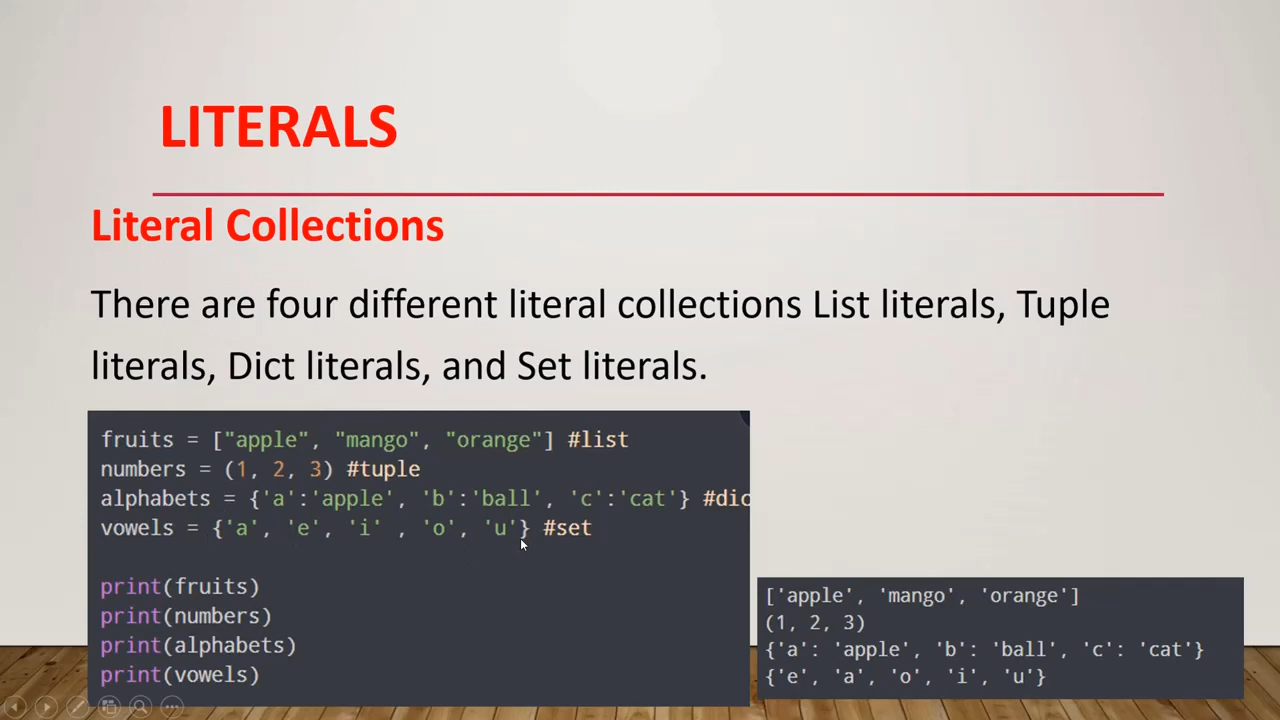 LITERALS
Literal Collections
There are four different literal collections List literals, Tuple
literals, Dict literals, and Set literals.
fruits = ["apple", "mango", "orange"] #list
numbers = (1, 2, 3) #tuple
alphabets = {'a':'apple', 'b':'ball', 'c':'cat'} #dic
vowels = {'a', 'e', 'i' , 'o', 'u'} #set
print(fruits)
print(numbers)
print(alphabets)
print(vowels)
['apple', 'mango', 'orange']
(1, 2, 3)
{'a': 'apple', 'b': 'ball', 'c': 'cat'}
{'e', 'a', 'o', 'i', 'u'}